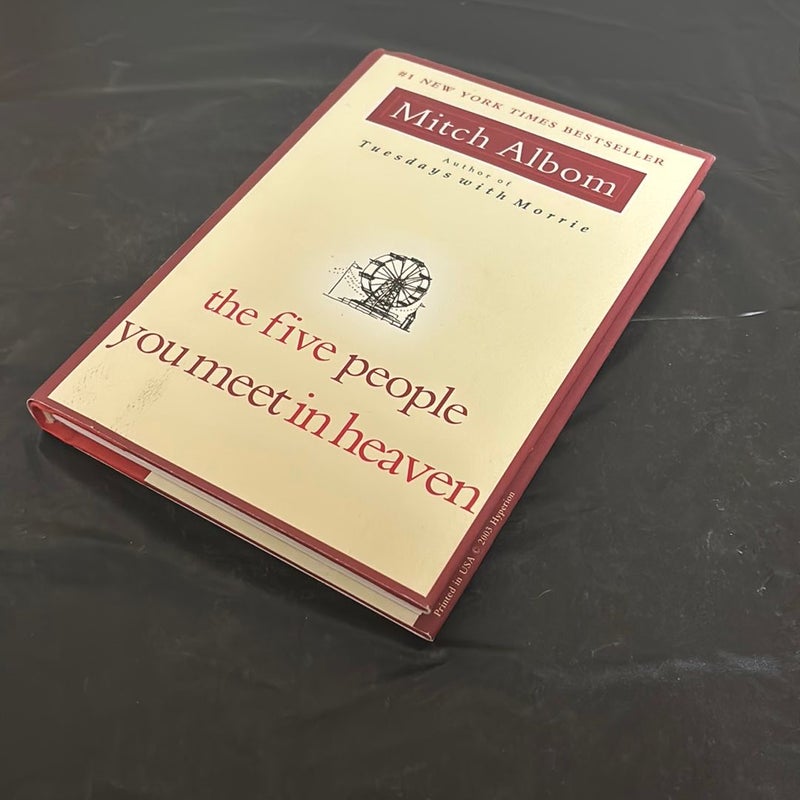 #1 NEW YORK TIMES BESTSELLER
Mitch Albom
Author of
Tuesdays with Morrie
the five people
you meet in heaven
Printed in USA © 2003 Hyperion